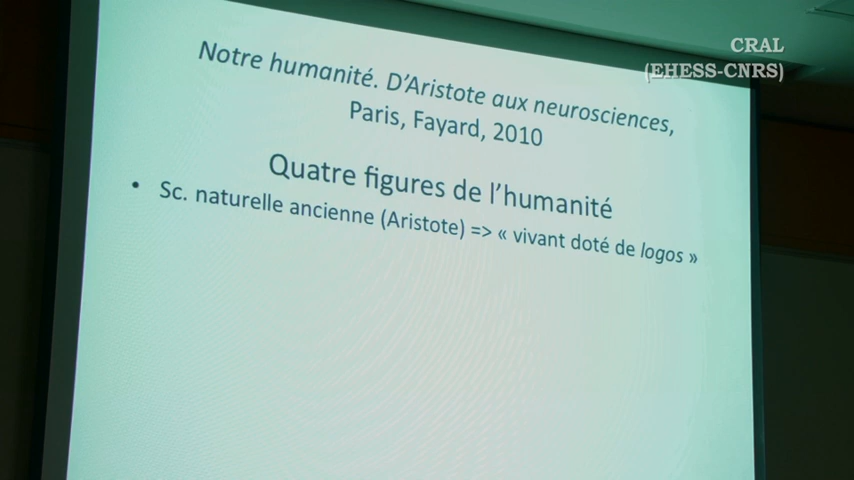 CRAL
(EHESS-CNRS)
Notre humanité. D'Aristote aux neurosciences,
Paris, Fayard, 2010
Quatre figures de l'humanité
• Sc. naturelle ancienne (Aristote) => « vivant doté de logos »